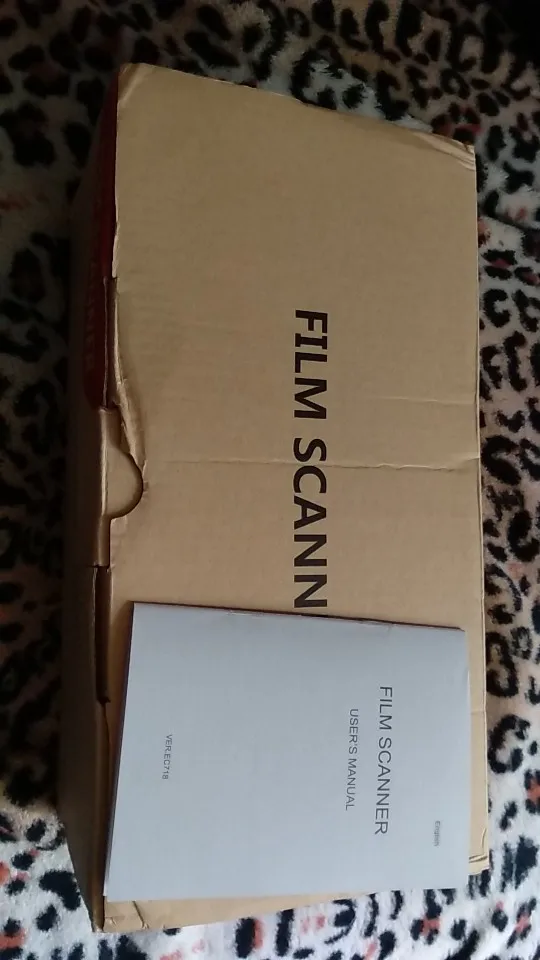 FILM SCANN
English
FILM SCANNER
USER'S MANUAL
VER.EC718